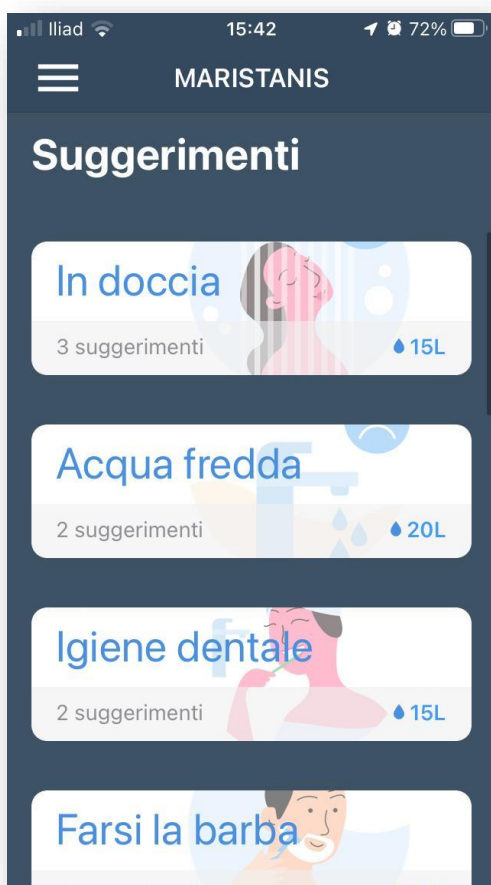 Iliad 15:42 72%
MARISTANIS
Suggerimenti
In doccia
3 suggerimenti 15L
Acqua fredda
2 suggerimenti 20L
Igiene dentale
2 suggerimenti 15L
Farsi la barba